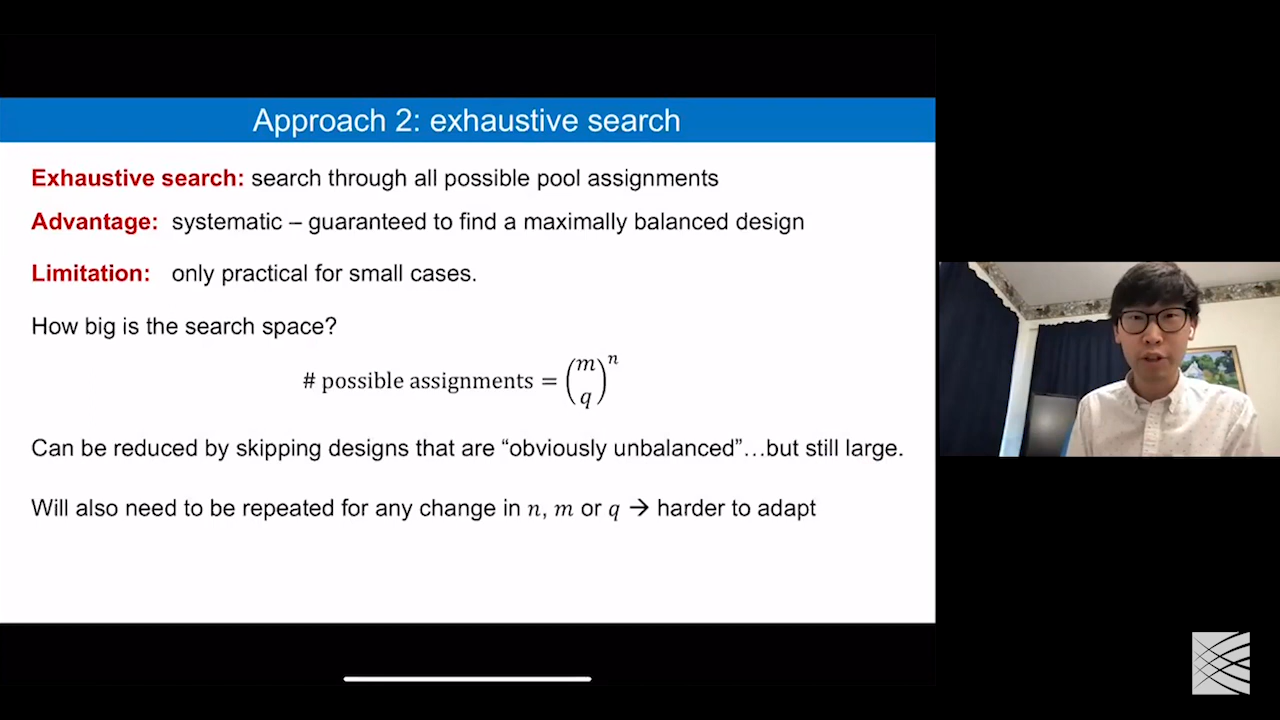 Approach 2: exhaustive search
Exhaustive search: search through all possible pool assignments
Advantage: systematic – guaranteed to find a maximally balanced design
Limitation: only practical for small cases.
How big is the search space?
# possible assignments = (m q)^n
Can be reduced by skipping designs that are “obviously unbalanced”…but still large.
Will also need to be repeated for any change in n, m or q → harder to adapt